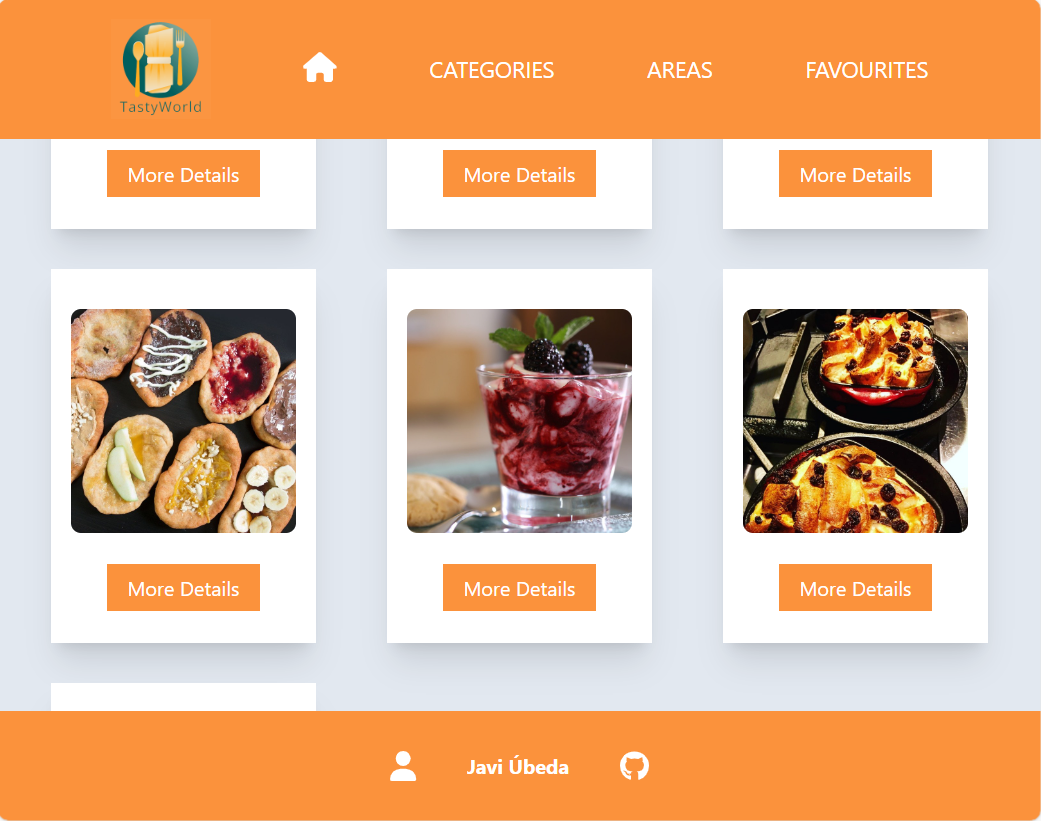 TastyWorld
CATEGORIES
AREAS
FAVOURITES
More Details
More Details
More Details
More Details
More Details
More Details
Javi Úbeda